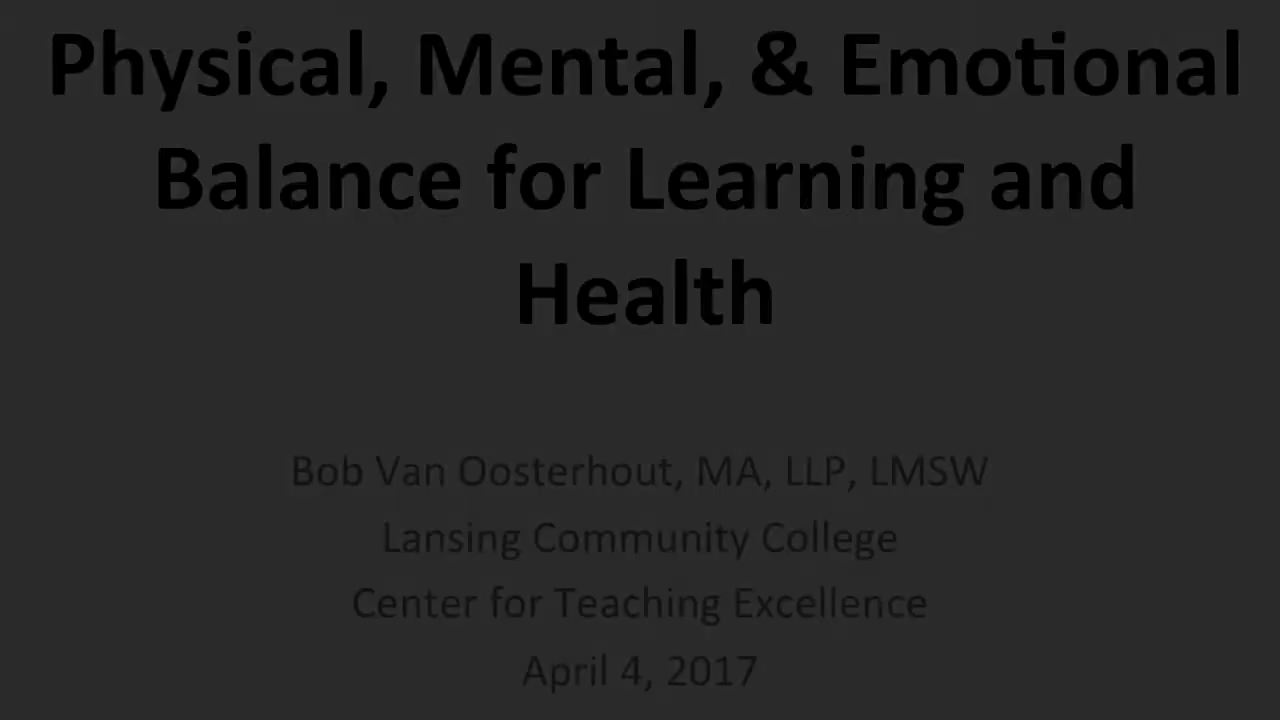 Physical, Mental, & Emotional
Balance for Learning and
Health
Bob Van Oosterhout, MA, LLP, LMSW
Lansing Community College
Center for Teaching Excellence
April 4, 2017